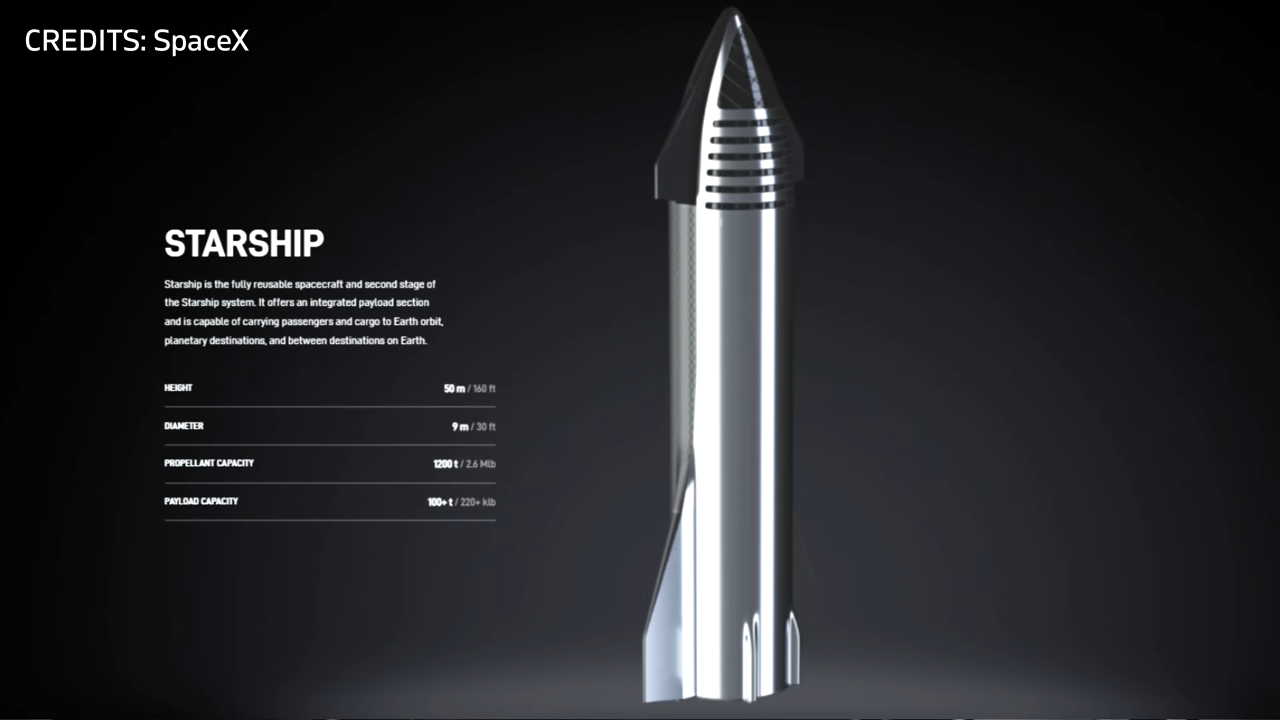 CREDITS: SpaceX
STARSHIP
Starship is the fully reusable spacecraft and second stage of
the Starship system. It offers an integrated payload section
and is capable of carrying passengers and cargo to Earth orbit,
planetary destinations, and between destinations on Earth.
HEIGHT 50 m / 160 ft
DIAMETER 9 m / 30 ft
PROPELLANT CAPACITY 1200 t / 2.6 Mlb
PAYLOAD CAPACITY 100+ t / 220+ klb